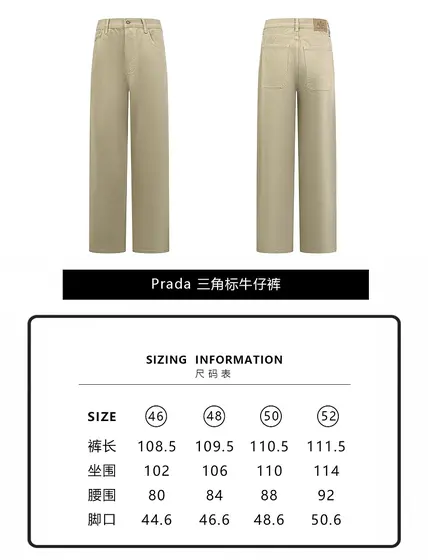 Prada 三角标牛仔裤
SIZING INFORMATION
尺码表
SIZE 46 48 50 52
裤长 108.5 109.5 110.5 111.5
坐围 102 106 110 114
腰围 80 84 88 92
脚口 44.6 46.6 48.6 50.6